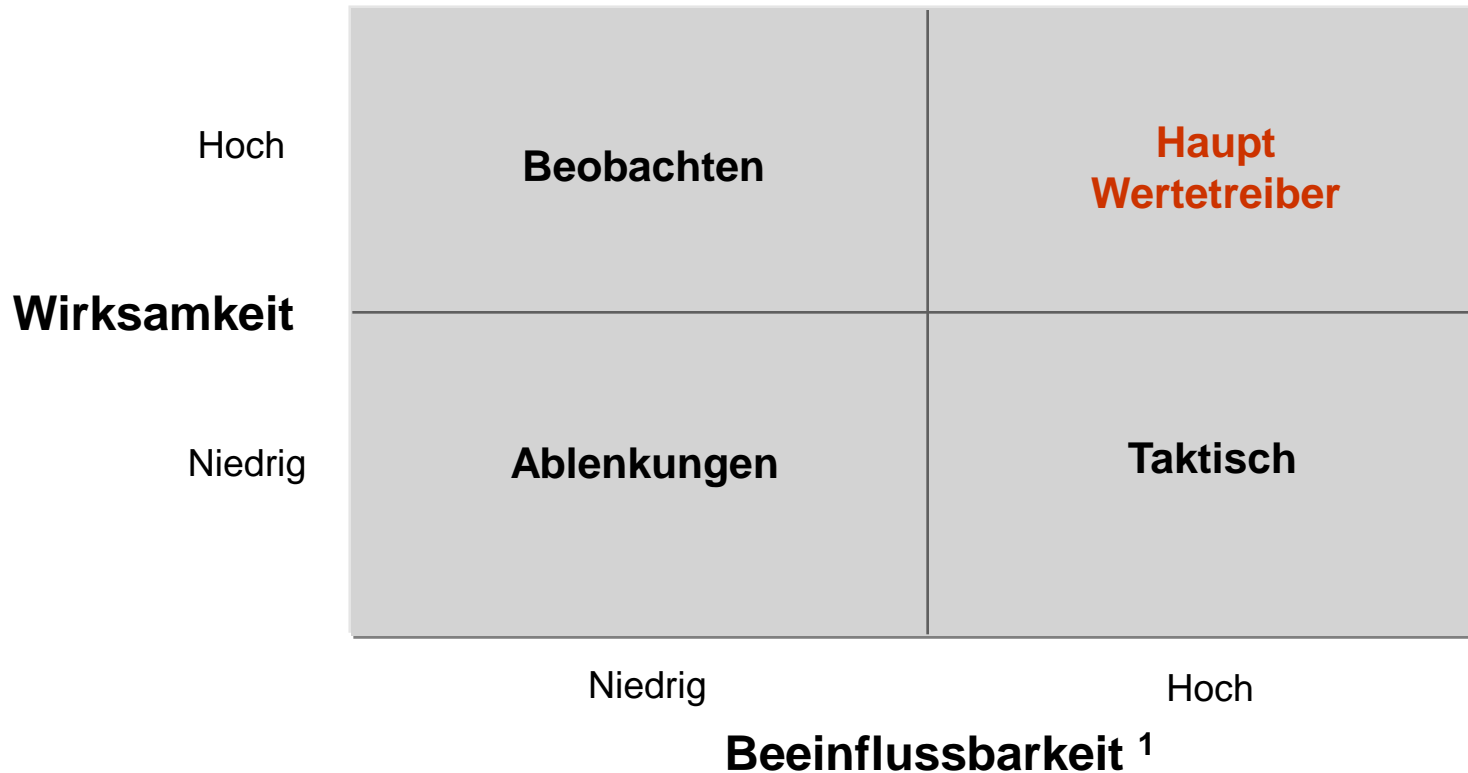 Hoch
Beobachten
Haupt
Wertetreiber
Wirksamkeit
Niedrig
Ablenkungen
Taktisch
Niedrig
Hoch
Beeinflussbarkeit ¹